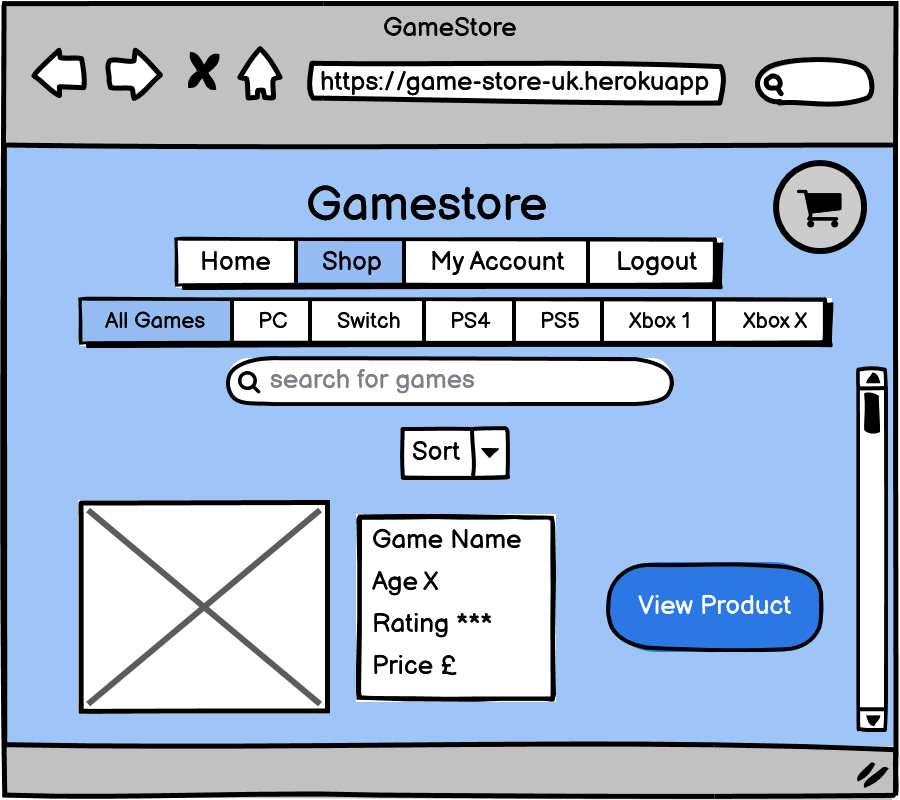 GameStore
https://game-store-uk.herokuapp
Gamestore
Home Shop My Account Logout
All Games PC Switch PS4 PS5 Xbox 1 Xbox X
search for games
Sort
Game Name
Age X
Rating ***
Price £
View Product